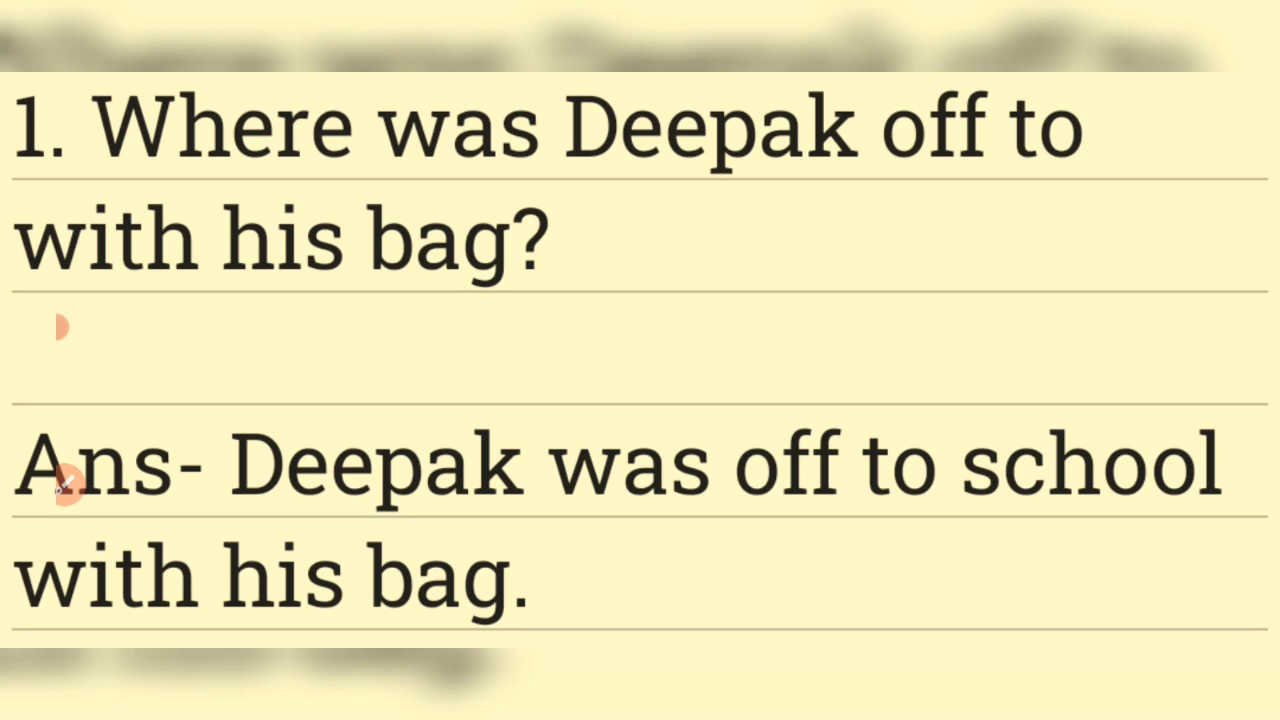 1. Where was Deepak off to
with his bag?
Ans- Deepak was off to school
with his bag.